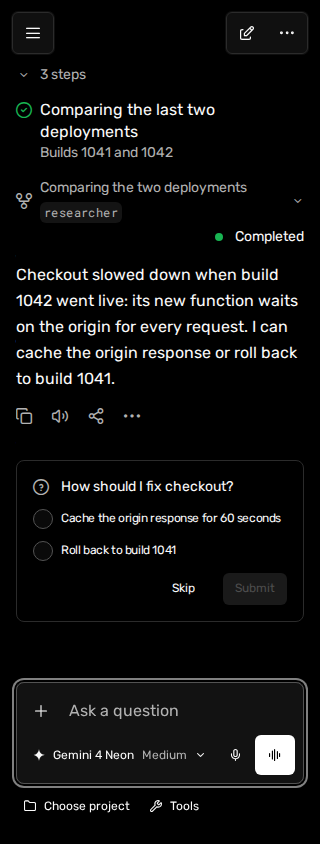 3 steps
Comparing the last two
deployments
Builds 1041 and 1042
Comparing the two deployments
researcher
Completed
Checkout slowed down when build
1042 went live: its new function waits
on the origin for every request. I can
cache the origin response or roll back
to build 1041.
How should I fix checkout?
Cache the origin response for 60 seconds
Roll back to build 1041
Skip
Submit
Ask a question
Gemini 4 Neon Medium
Choose project
Tools